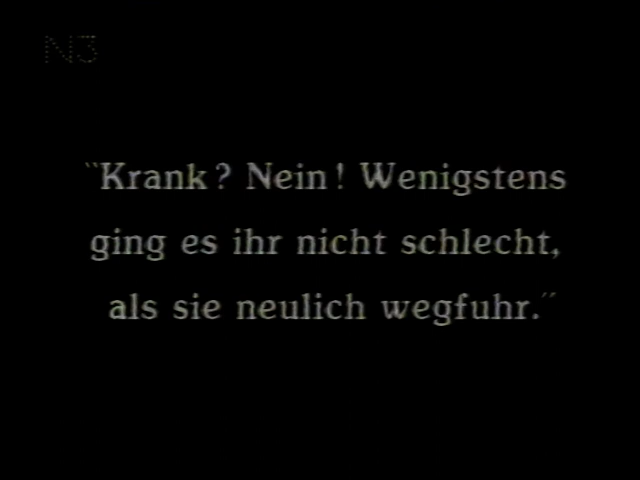 N3
``Krank? Nein! Wenigstens
ging es ihr nicht schlecht,
als sie neulich wegfuhr.´´